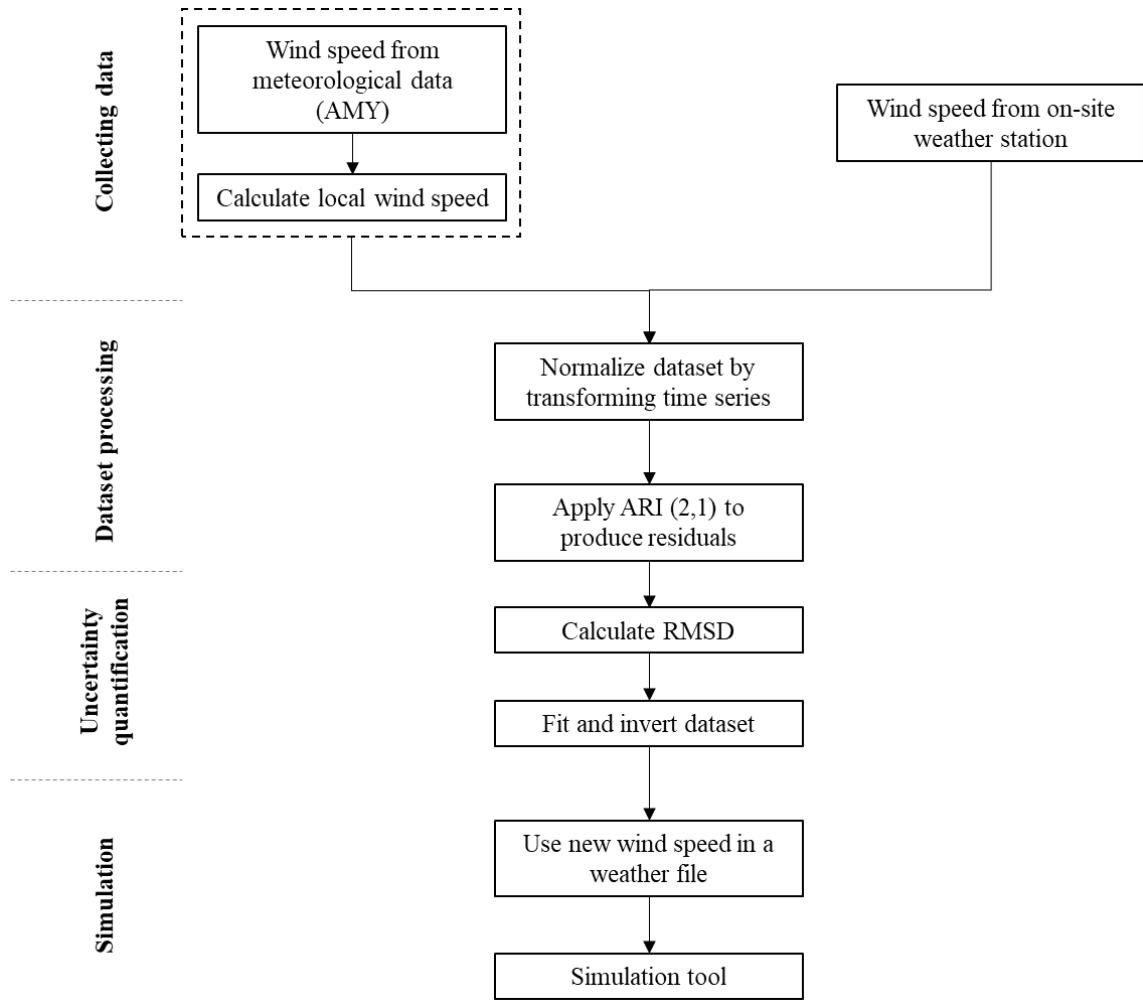 Collecting data
Wind speed from
meteorological data
(AMY)
Calculate local wind speed
Wind speed from on-site
weather station
Dataset processing
Normalize dataset by
transforming time series
Apply ARI (2,1) to
produce residuals
Uncertainty
quantification
Calculate RMSD
Fit and invert dataset
Simulation
Use new wind speed in a
weather file
Simulation tool